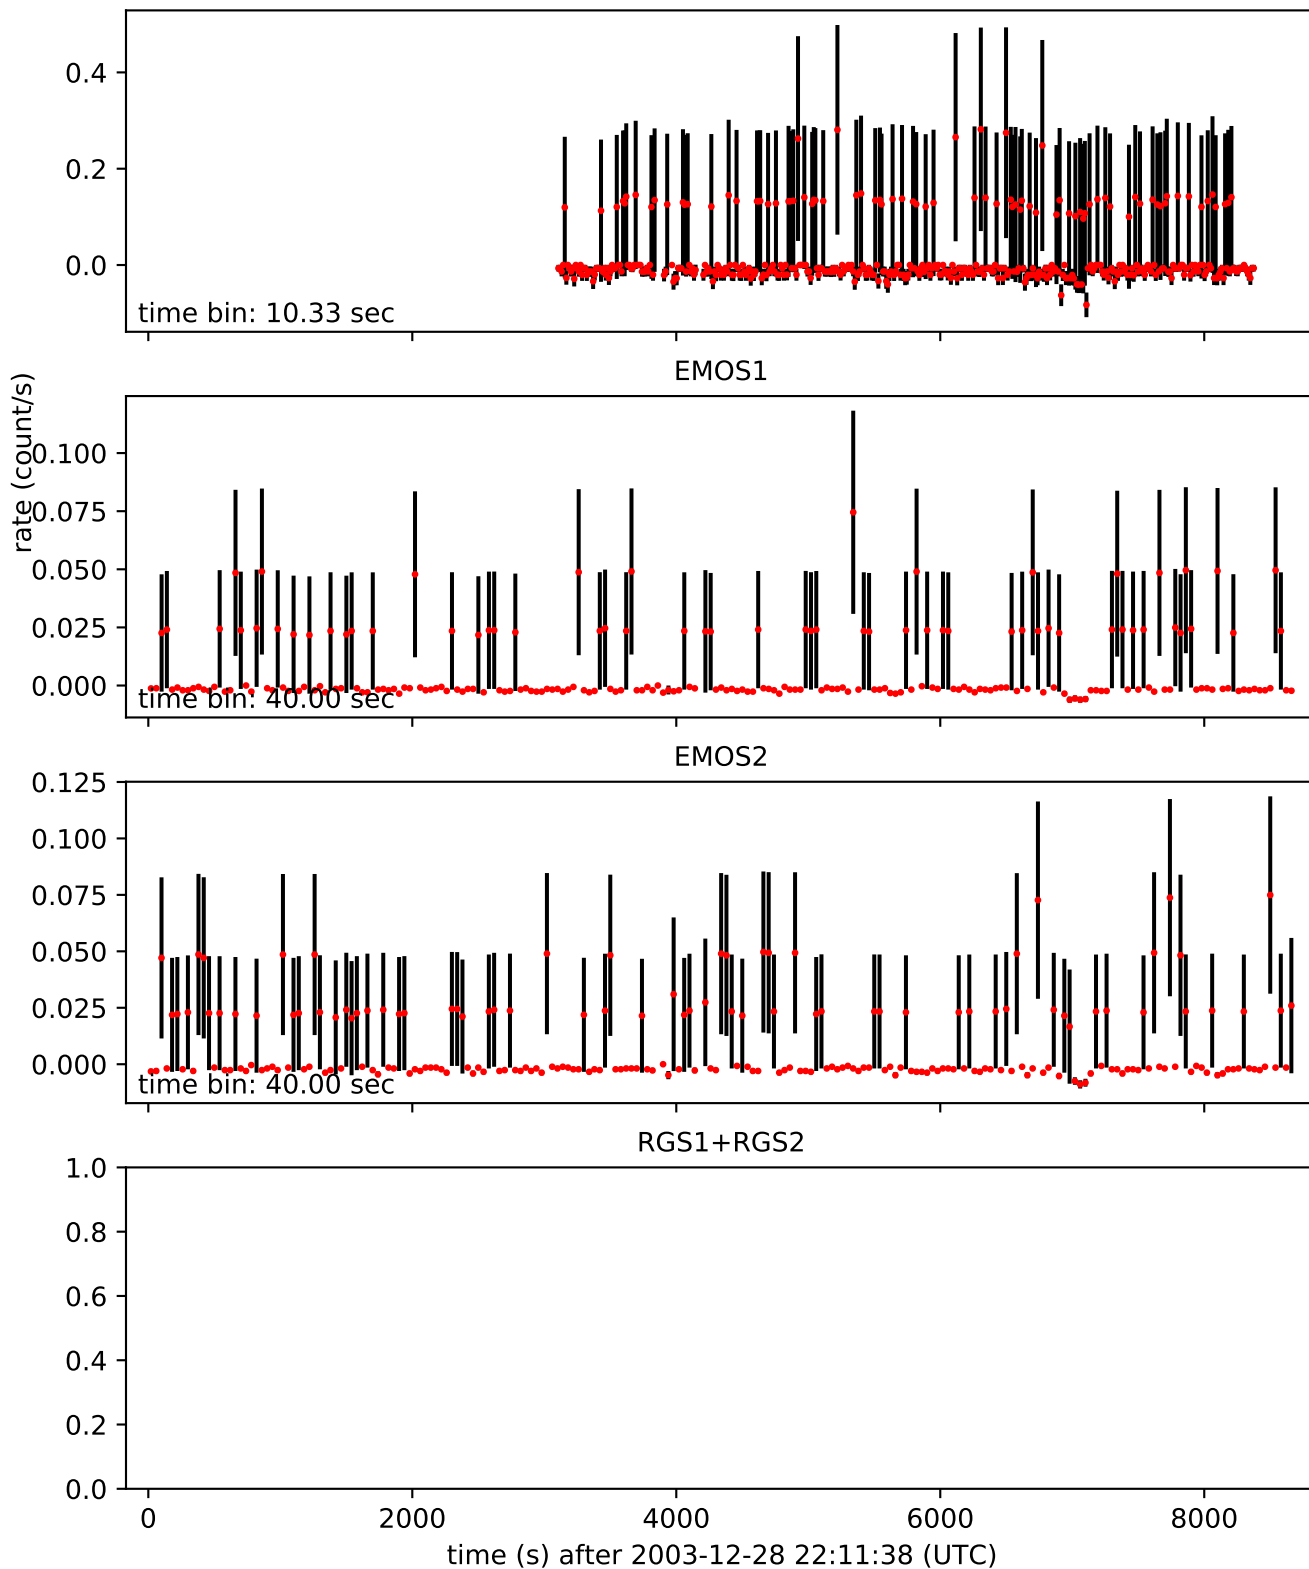 0.4
0.2
0.0
time bin: 10.33 sec
EMOS1
rate (count/s)
0.100
0.075
0.050
0.025
0.000
time bin: 40.00 sec
EMOS2
0.125
0.100
0.075
0.050
0.025
0.000
time bin: 40.00 sec
RGS1+RGS2
1.0
0.8
0.6
0.4
0.2
0.0
0 2000 4000 6000 8000
time (s) after 2003-12-28 22:11:38 (UTC)